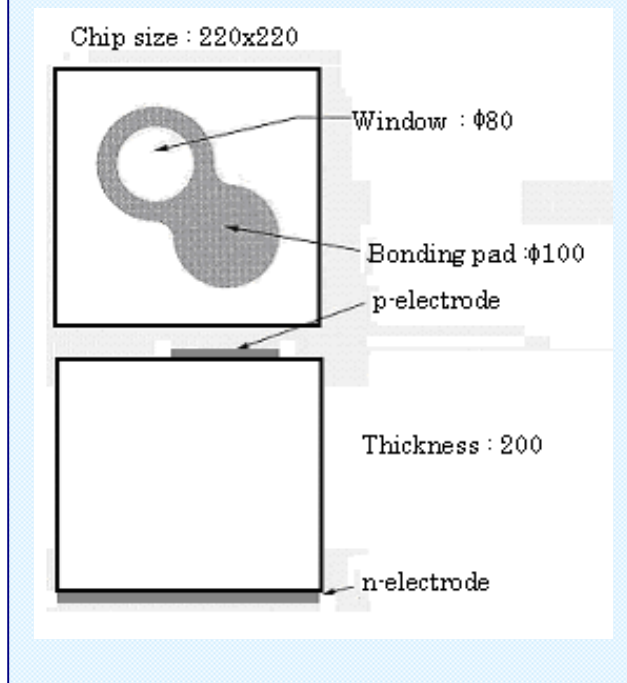 Chip size : 220x220
Window : Φ80
Bonding pad :Φ100
p-electrode
Thickness : 200
n-electrode